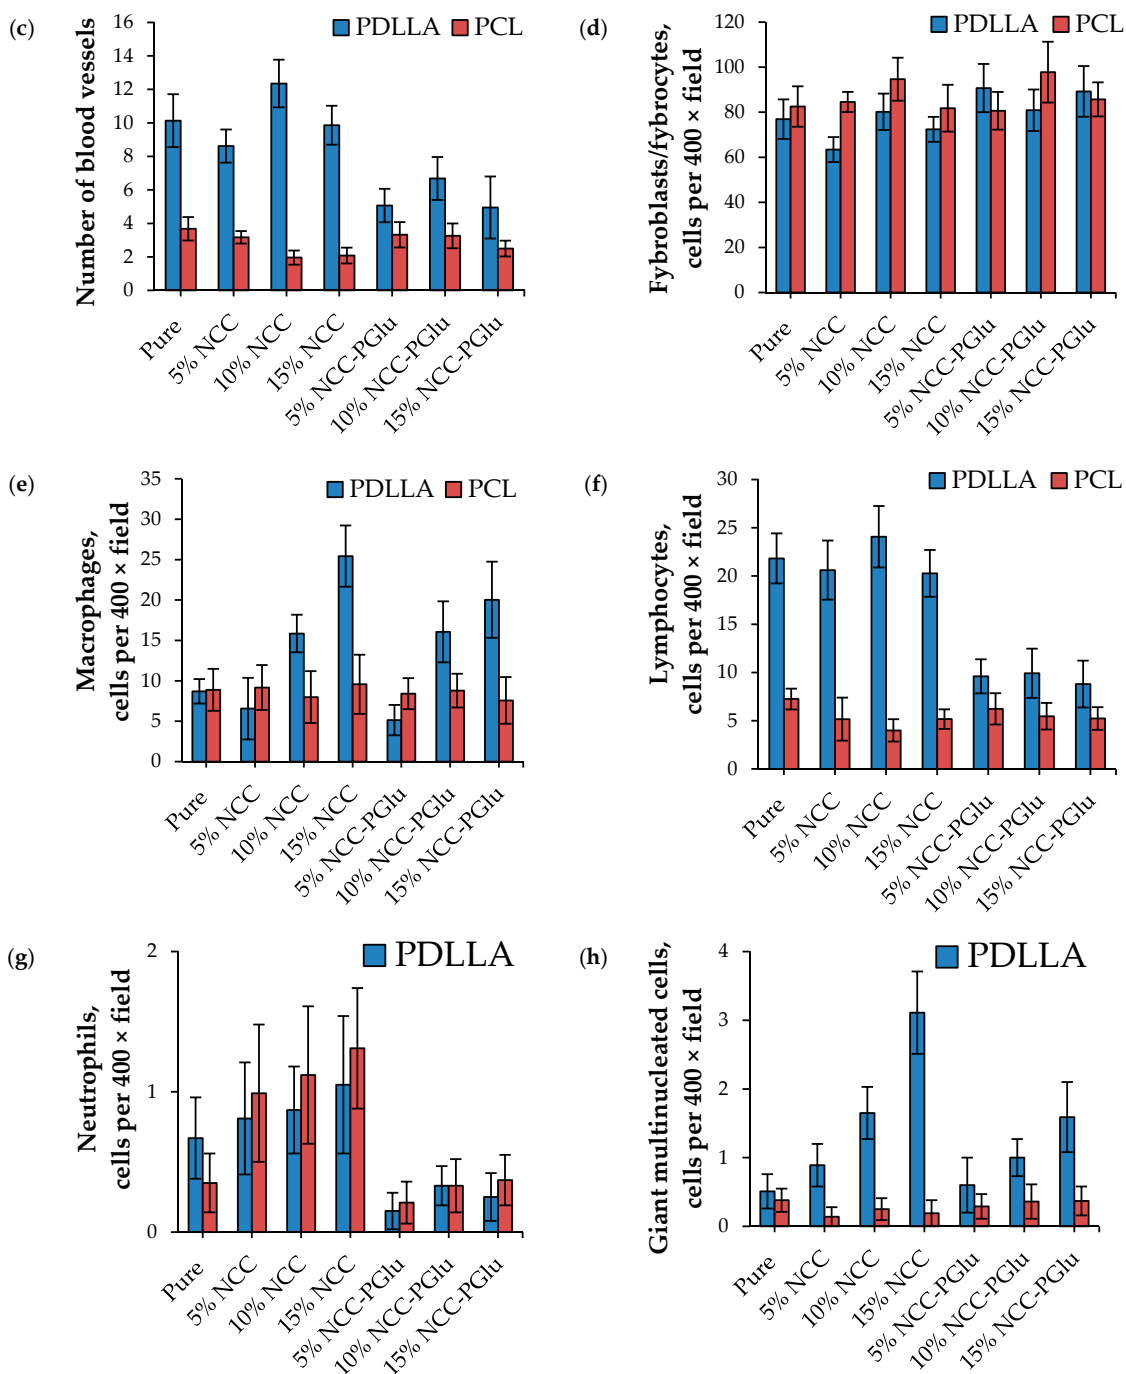 (c)
PDLLA PCL
Number of blood vessels
16
14
12
10
8
6
4
2
0
Pure
5% NCC
10% NCC
15% NCC
5% NCC-PGlu
10% NCC-PGlu
15% NCC-PGlu
(d)
PDLLA PCL
Fybroblasts/fybrocytes,
cells per 400 × field
120
100
80
60
40
20
0
Pure
5% NCC
10% NCC
15% NCC
5% NCC-PGlu
10% NCC-PGlu
15% NCC-PGlu
(e)
PDLLA PCL
Macrophages,
cells per 400 × field
35
30
25
20
15
10
5
0
Pure
5% NCC
10% NCC
15% NCC
5% NCC-PGlu
10% NCC-PGlu
15% NCC-PGlu
(f)
PDLLA PCL
Lymphocytes,
cells per 400 × field
30
25
20
15
10
5
0
Pure
5% NCC
10% NCC
15% NCC
5% NCC-PGlu
10% NCC-PGlu
15% NCC-PGlu
(g)
PDLLA
Neutrophils,
cells per 400 × field
2
1
0
Pure
5% NCC
10% NCC
15% NCC
5% NCC-PGlu
10% NCC-PGlu
15% NCC-PGlu
(h)
PDLLA
Giant multinucleated cells,
cells per 400 × field
4
3
2
1
0
Pure
5% NCC
10% NCC
15% NCC
5% NCC-PGlu
10% NCC-PGlu
15% NCC-PGlu